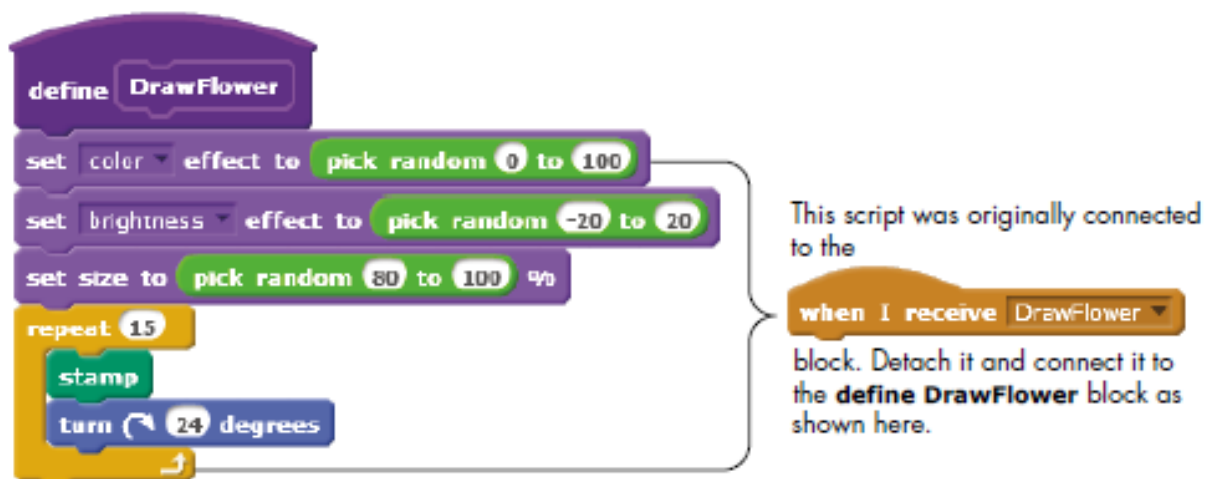 define DrawFlower
set color effect to pick random 0 to 100
set brightness effect to pick random -20 to 20
set size to pick random 80 to 100 %
repeat 15
stamp
turn 24 degrees
This script was originally connected
to the
when I receive DrawFlower
block. Detach it and connect it to
the define DrawFlower block as
shown here.